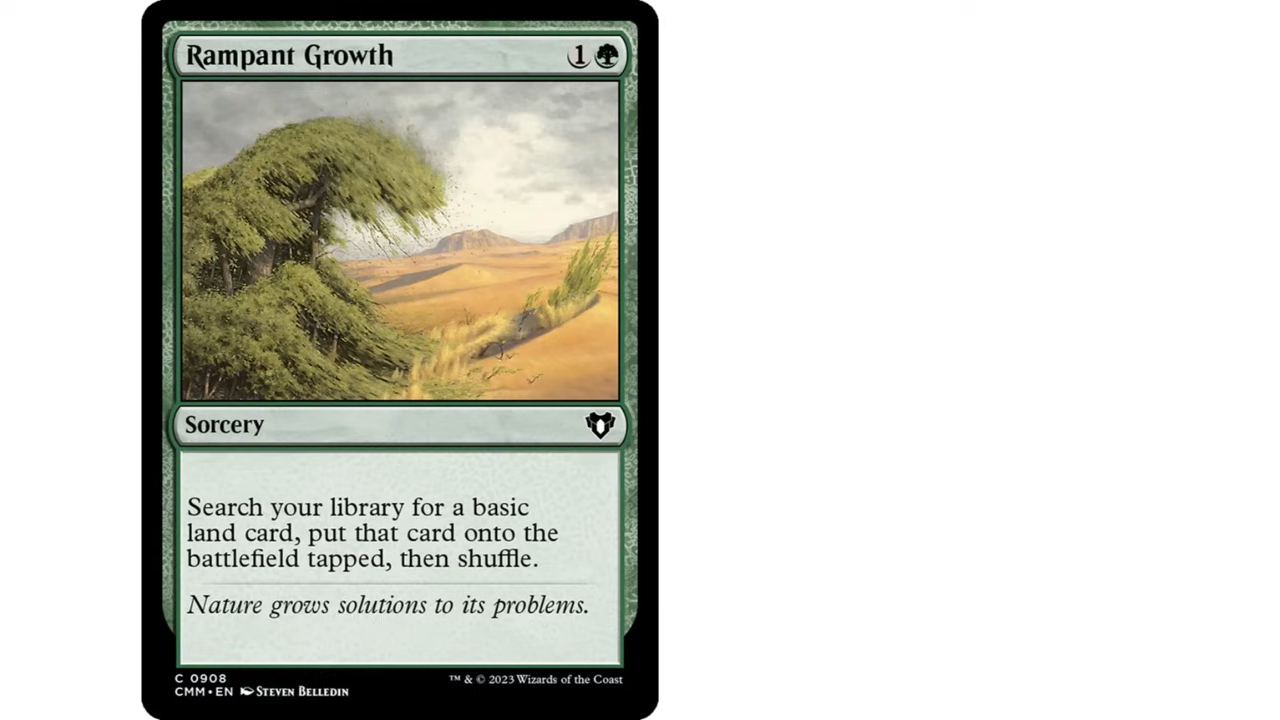 Rampant Growth 1
Sorcery
Search your library for a basic
land card, put that card onto the
battlefield tapped, then shuffle.
Nature grows solutions to its problems.
C 0908
CMM • EN Steven Belledin
™ & © 2023 Wizards of the Coast